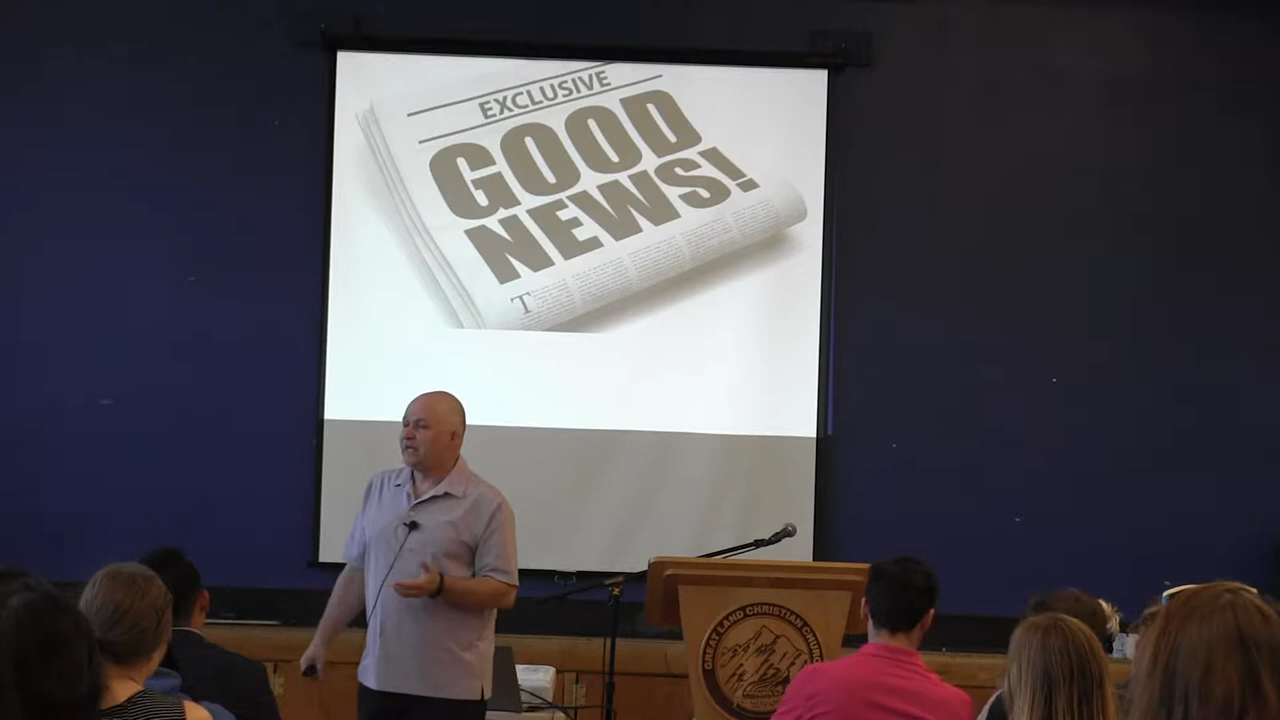 EXCLUSIVE
GOOD
NEWS!
T
GREAT LAND CHRISTIAN CHURCH